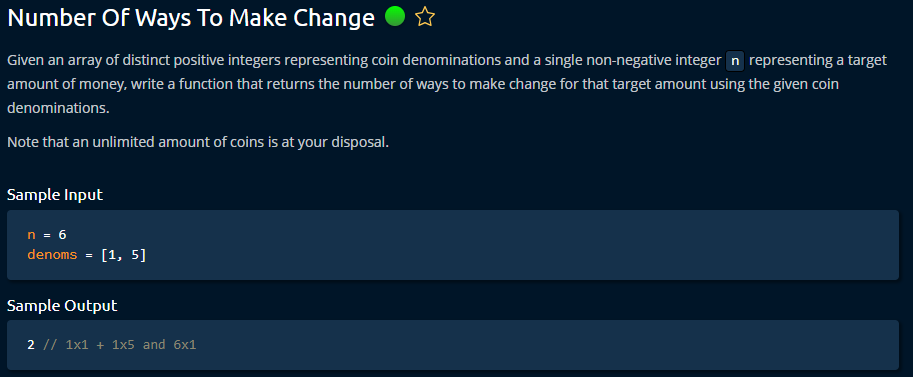 Number Of Ways To Make Change
Given an array of distinct positive integers representing coin denominations and a single non-negative integer n representing a target
amount of money, write a function that returns the number of ways to make change for that target amount using the given coin
denominations.
Note that an unlimited amount of coins is at your disposal.
Sample Input
n = 6
denoms = [1, 5]
Sample Output
2 // 1x1 + 1x5 and 6x1